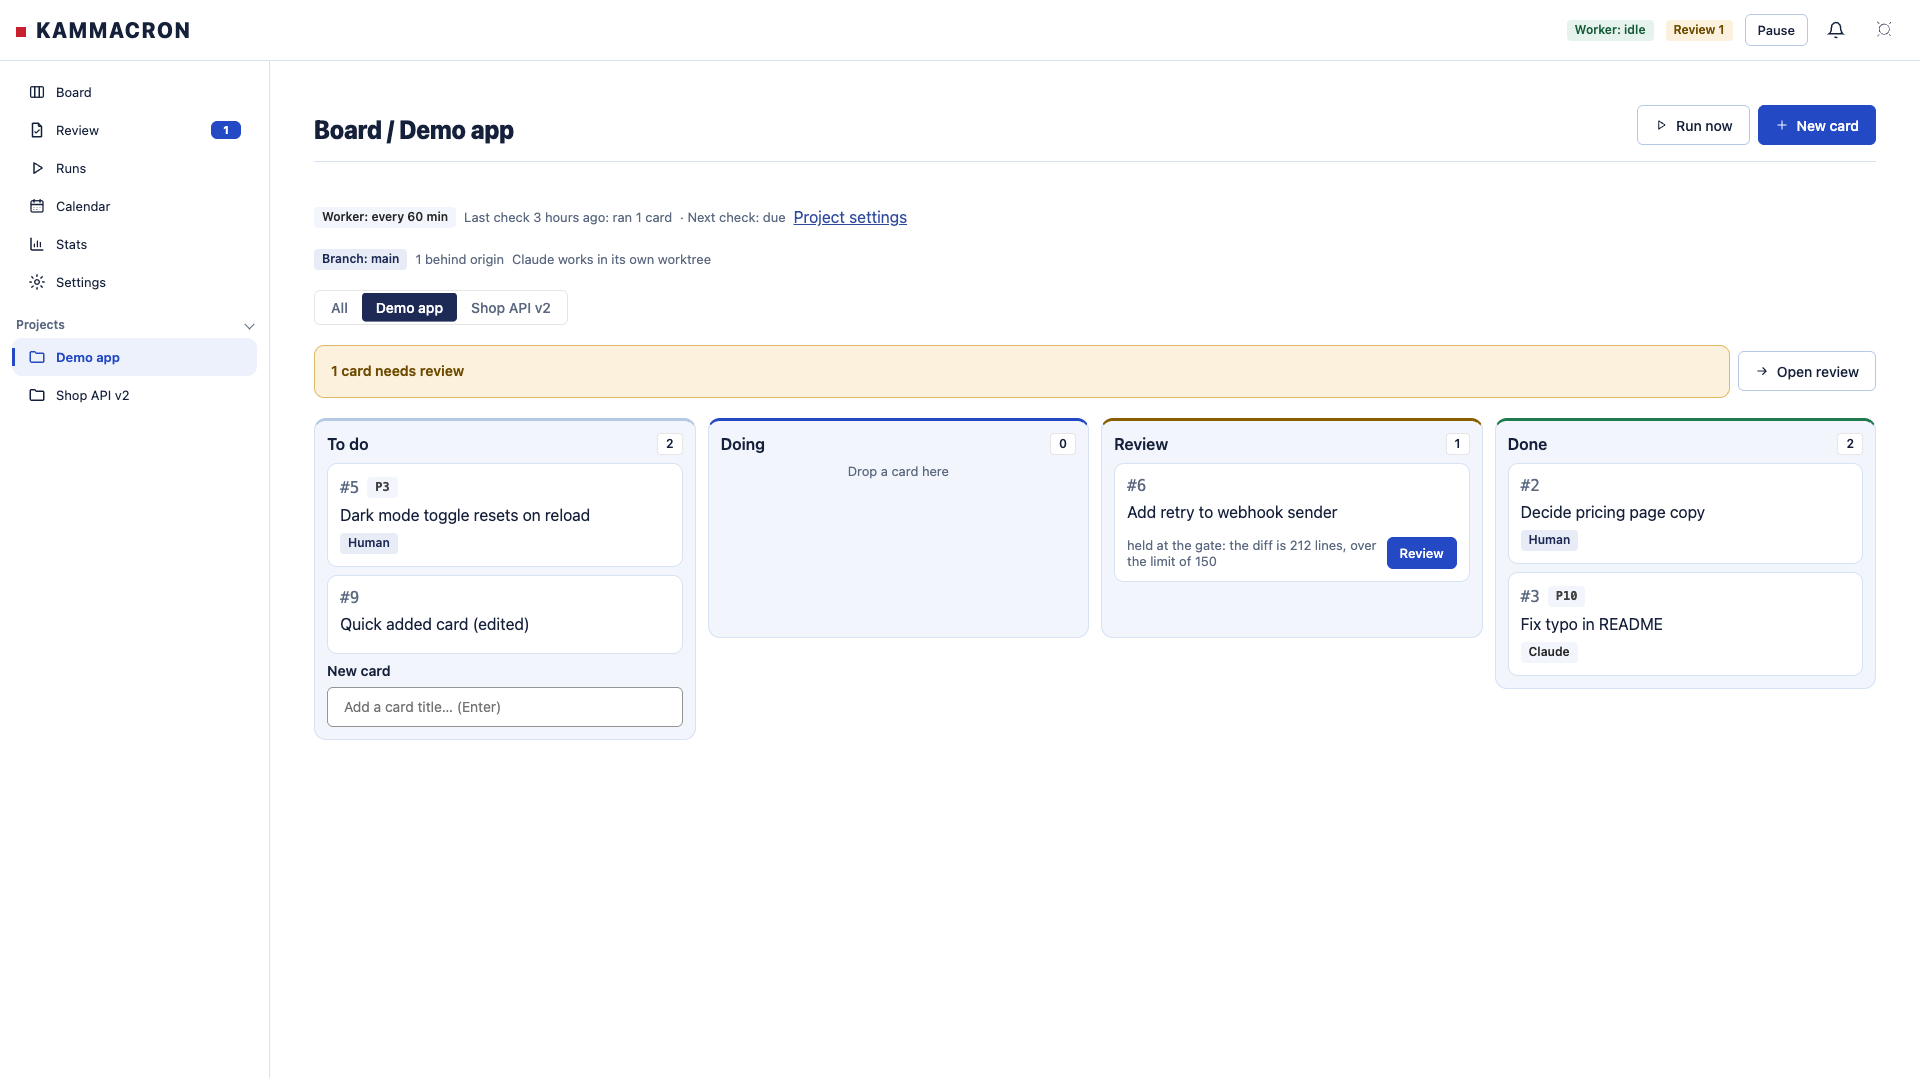 KAMMACRON
Worker: idle
Review 1
Pause
Board
Review
1
Runs
Calendar
Stats
Settings
Projects
Demo app
Shop API v2
Board / Demo app
Run now
New card
Worker: every 60 min
Last check 3 hours ago: ran 1 card · Next check: due
Project settings
Branch: main
1 behind origin
Claude works in its own worktree
All
Demo app
Shop API v2
1 card needs review
Open review
To do
2
#5
P3
Dark mode toggle resets on reload
Human
#9
Quick added card (edited)
New card
Add a card title... (Enter)
Doing
0
Drop a card here
Review
1
#6
Add retry to webhook sender
held at the gate: the diff is 212 lines, over
the limit of 150
Review
Done
2
#2
Decide pricing page copy
Human
#3
P10
Fix typo in README
Claude